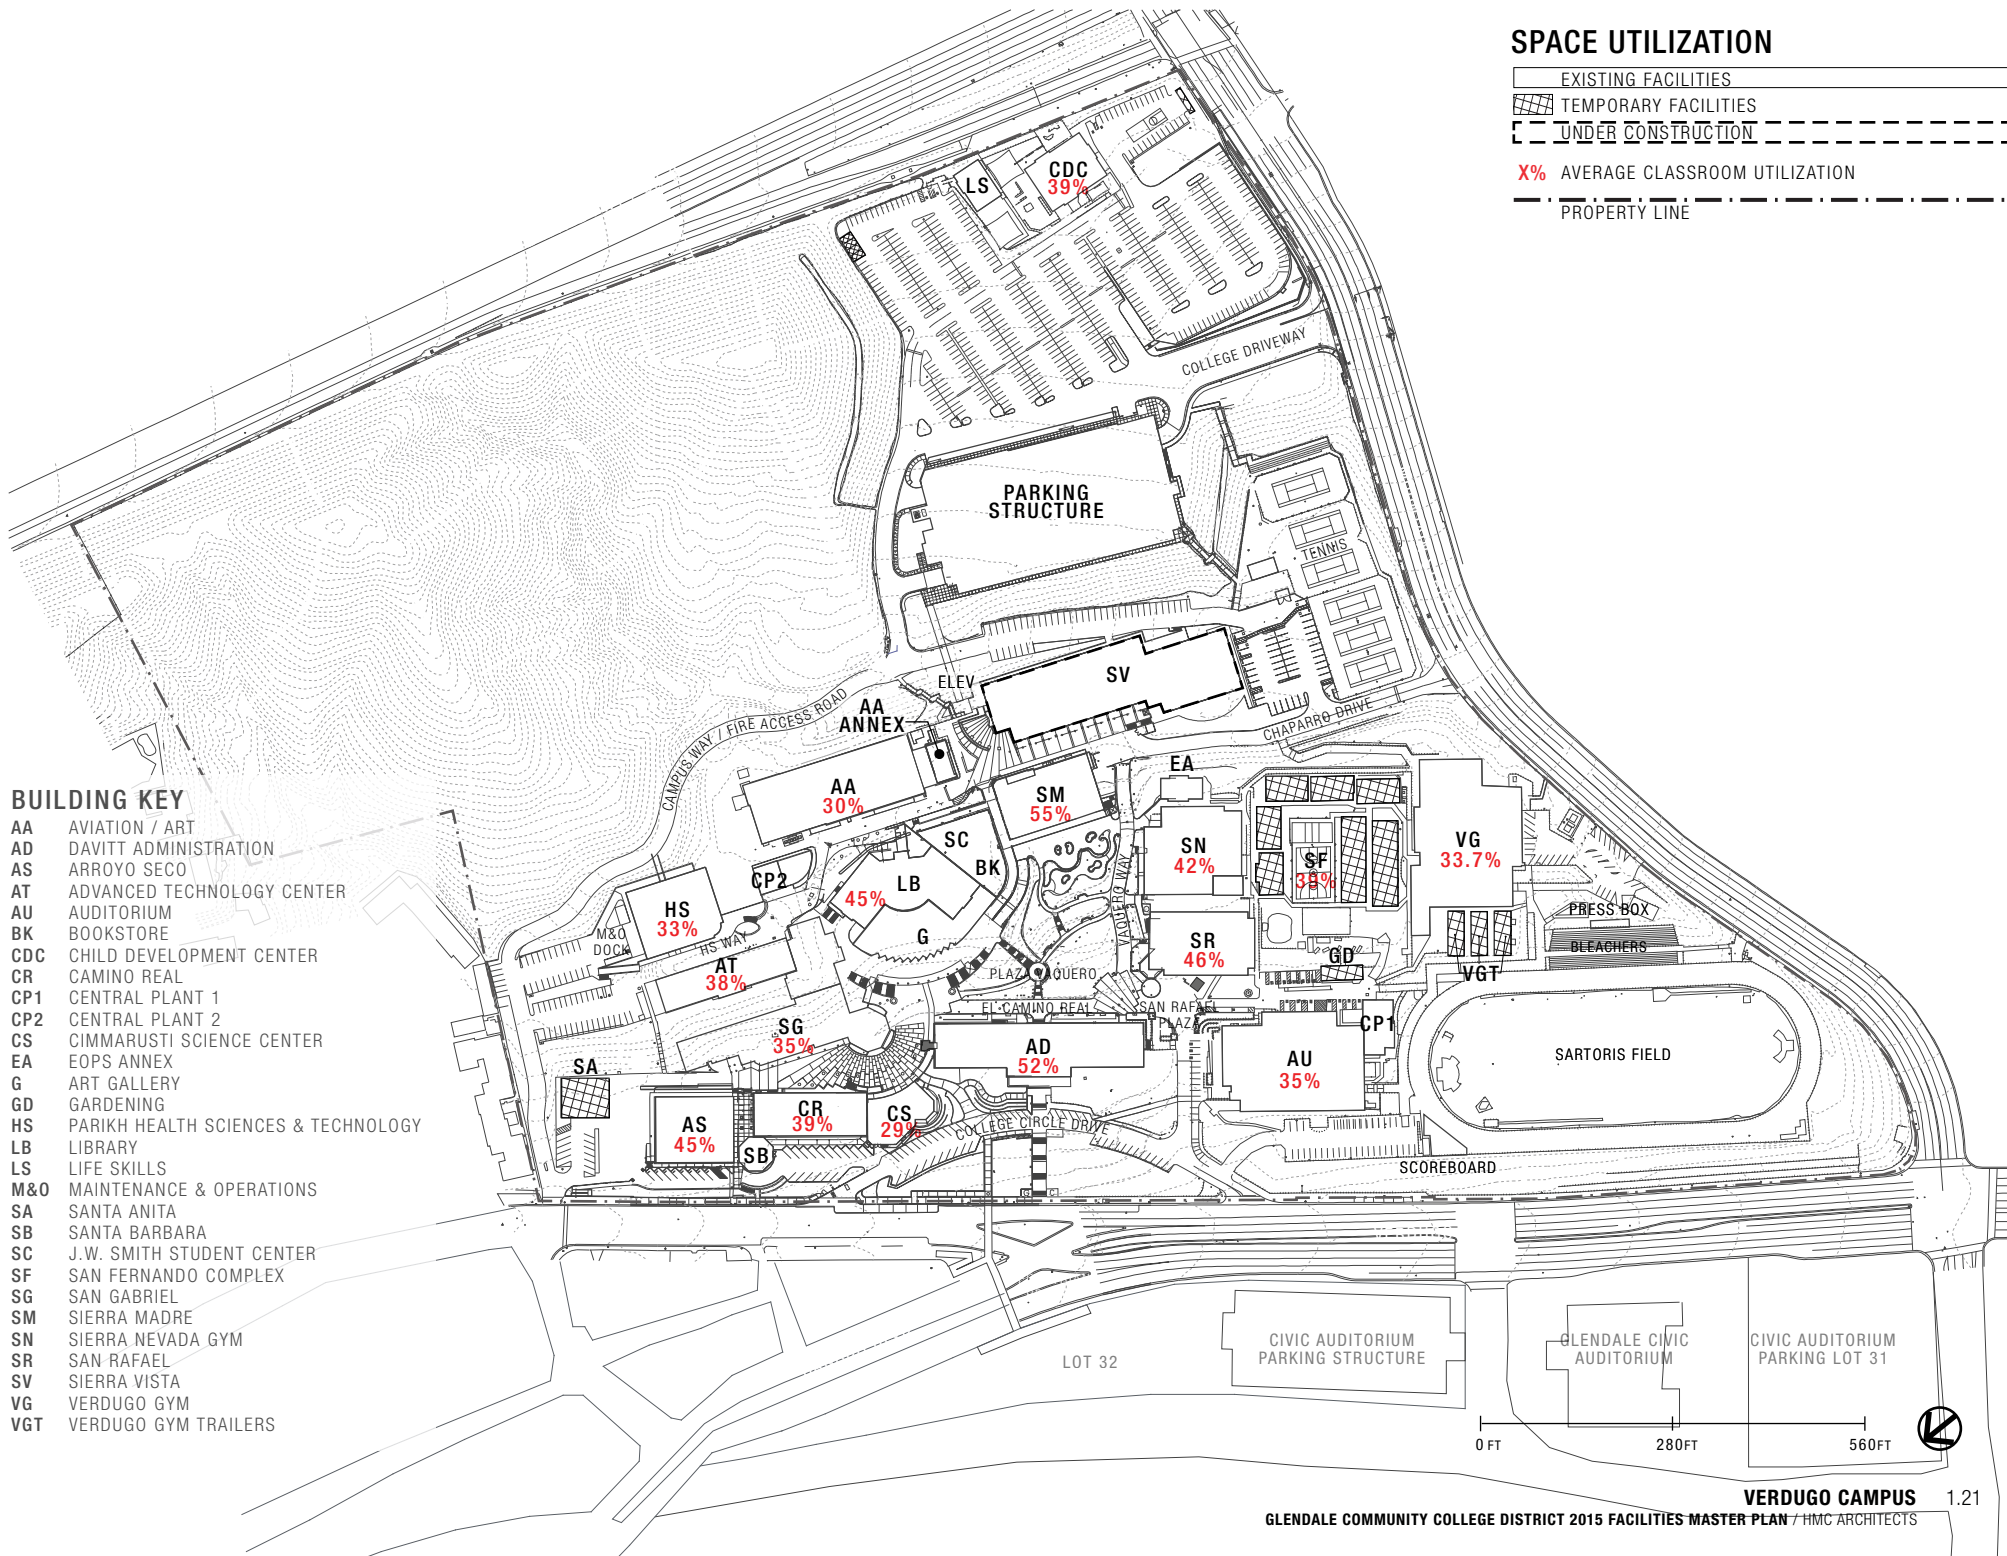 SPACE UTILIZATION
EXISTING FACILITIES
TEMPORARY FACILITIES
UNDER CONSTRUCTION
X% AVERAGE CLASSROOM UTILIZATION
PROPERTY LINE
LS
CDC
39%
COLLEGE DRIVEWAY
PARKING
STRUCTURE
TENNIS
SV
ELEV
AA
ANNEX
CAMPUS WAY / FIRE ACCESS ROAD
CHAPARRO DRIVE
EA
AA
30%
SM
55%
SC
BK
SN
42%
SF
39%
VG
33.7%
CP2
LB
45%
VAQUERO WAY
HS
33%
M&O
DOCK
HS WAY
G
SR
46%
PRESS BOX
BLEACHERS
GD
VGT
AT
38%
PLAZA VAQUERO
EL CAMINO REAL
SAN RAFAEL
PLAZA
CP1
SG
35%
AD
52%
AU
35%
SARTORIS FIELD
SA
AS
45%
CR
39%
CS
29%
SB
COLLEGE CIRCLE DRIVE
SCOREBOARD
BUILDING KEY
AA AVIATION / ART
AD DAVITT ADMINISTRATION
AS ARROYO SECO
AT ADVANCED TECHNOLOGY CENTER
AU AUDITORIUM
BK BOOKSTORE
CDC CHILD DEVELOPMENT CENTER
CR CAMINO REAL
CP1 CENTRAL PLANT 1
CP2 CENTRAL PLANT 2
CS CIMMARUSTI SCIENCE CENTER
EA EOPS ANNEX
G ART GALLERY
GD GARDENING
HS PARIKH HEALTH SCIENCES & TECHNOLOGY
LB LIBRARY
LS LIFE SKILLS
M&O MAINTENANCE & OPERATIONS
SA SANTA ANITA
SB SANTA BARBARA
SC J.W. SMITH STUDENT CENTER
SF SAN FERNANDO COMPLEX
SG SAN GABRIEL
SM SIERRA MADRE
SN SIERRA NEVADA GYM
SR SAN RAFAEL
SV SIERRA VISTA
VG VERDUGO GYM
VGT VERDUGO GYM TRAILERS
LOT 32
CIVIC AUDITORIUM
PARKING STRUCTURE
GLENDALE CIVIC
AUDITORIUM
CIVIC AUDITORIUM
PARKING LOT 31
0 FT 280FT 560FT
VERDUGO CAMPUS 1.21
GLENDALE COMMUNITY COLLEGE DISTRICT 2015 FACILITIES MASTER PLAN / HMC ARCHITECTS